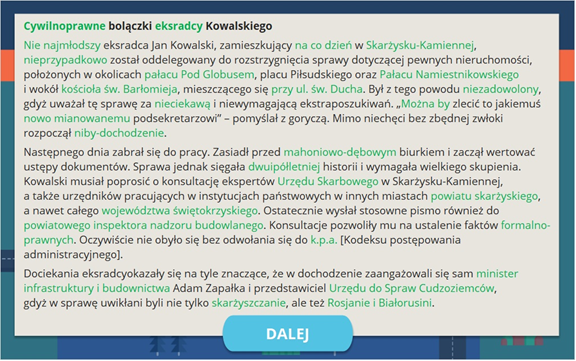 Cywilnoprawne bolączki eksradcy Kowalskiego
Nie najmłodszy eksradca Jan Kowalski, zamieszkujący na co dzień w Skarżysku-Kamiennej,
nieprzypadkowo został oddelegowany do rozstrzygnięcia sprawy dotyczącej pewnych nieruchomości,
położonych w okolicach pałacu Pod Globusem, placu Piłsudskiego oraz Pałacu Namiestnikowskiego
i wokół kościoła św. Barłomieja, mieszczącego się przy ul. św. Ducha. Był z tego powodu niezadowolony,
gdyż uważał tę sprawę za nieciekawą i niewymagającą ekstraposzukiwań. „Można by zlecić to jakiemuś
nowo mianowanemu podsekretarzowi” – pomyślał z goryczą. Mimo niechęci bez zbędnej zwłoki
rozpoczął niby-dochodzenie.
Następnego dnia zabrał się do pracy. Zasiadł przed mahoniowo-dębowym biurkiem i zaczął wertować
ustępy dokumentów. Sprawa jednak sięgała dwuipółletniej historii i wymagała wielkiego skupienia.
Kowalski musiał poprosić o konsultację ekspertów Urzędu Skarbowego w Skarżysku-Kamiennej,
a także urzędników pracujących w instytucjach państwowych w innych miastach powiatu skarżyskiego,
a nawet całego województwa świętokrzyskiego. Ostatecznie wysłał stosowne pismo również do
powiatowego inspektora nadzoru budowlanego. Konsultacje pozwoliły mu na ustalenie faktów formalno-
prawnych. Oczywiście nie obyło się bez odwołania się do k.p.a. [Kodeksu postępowania
administracyjnego].
Dociekania eksradcyokazały się na tyle znaczące, że w dochodzenie zaangażowali się sam minister
infrastruktury i budownictwa Adam Zapałka i przedstawiciel Urzędu do Spraw Cudzoziemców,
gdyż w sprawę uwikłani byli nie tylko skarżyszczanie, ale też Rosjanie i Białorusini.
DALEJ